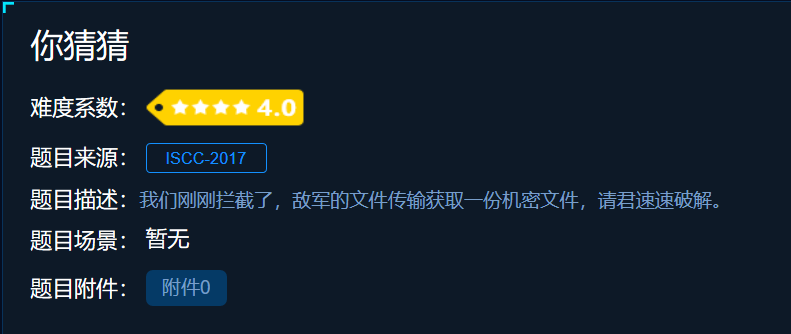 你猜猜
难度系数： 4.0
题目来源： ISCC-2017
题目描述：我们刚刚拦截了，敌军的文件传输获取一份机密文件，请君速速破解。
题目场景： 暂无
题目附件： 附件0